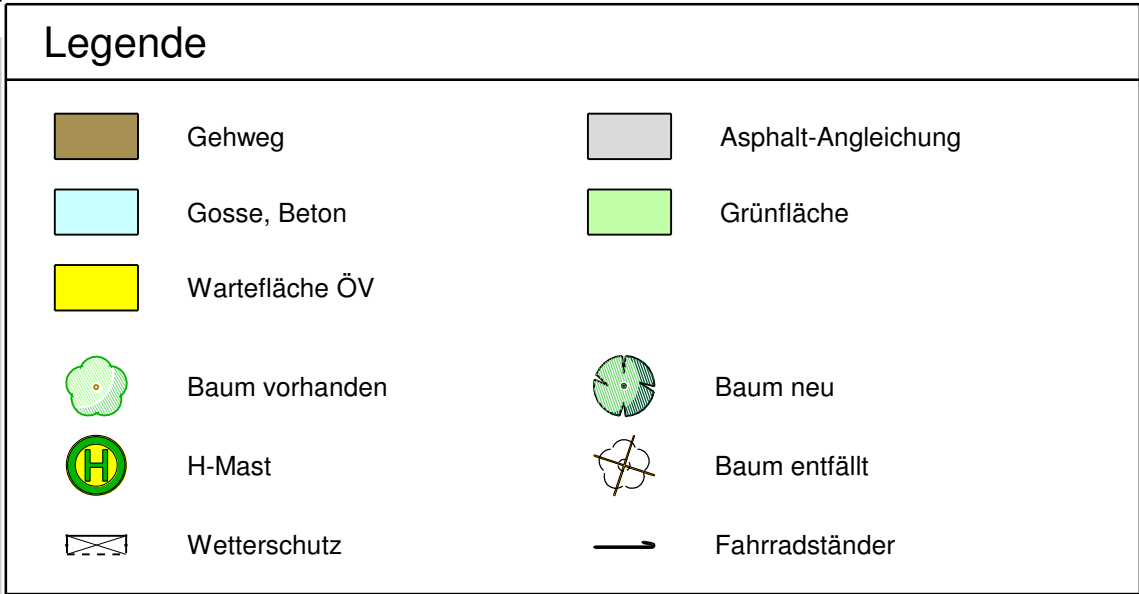 Legende
Gehweg
Asphalt-Angleichung
Gosse, Beton
Grünfläche
Wartefläche ÖV
Baum vorhanden
Baum neu
H
H-Mast
Baum entfällt
Wetterschutz
Fahrradständer